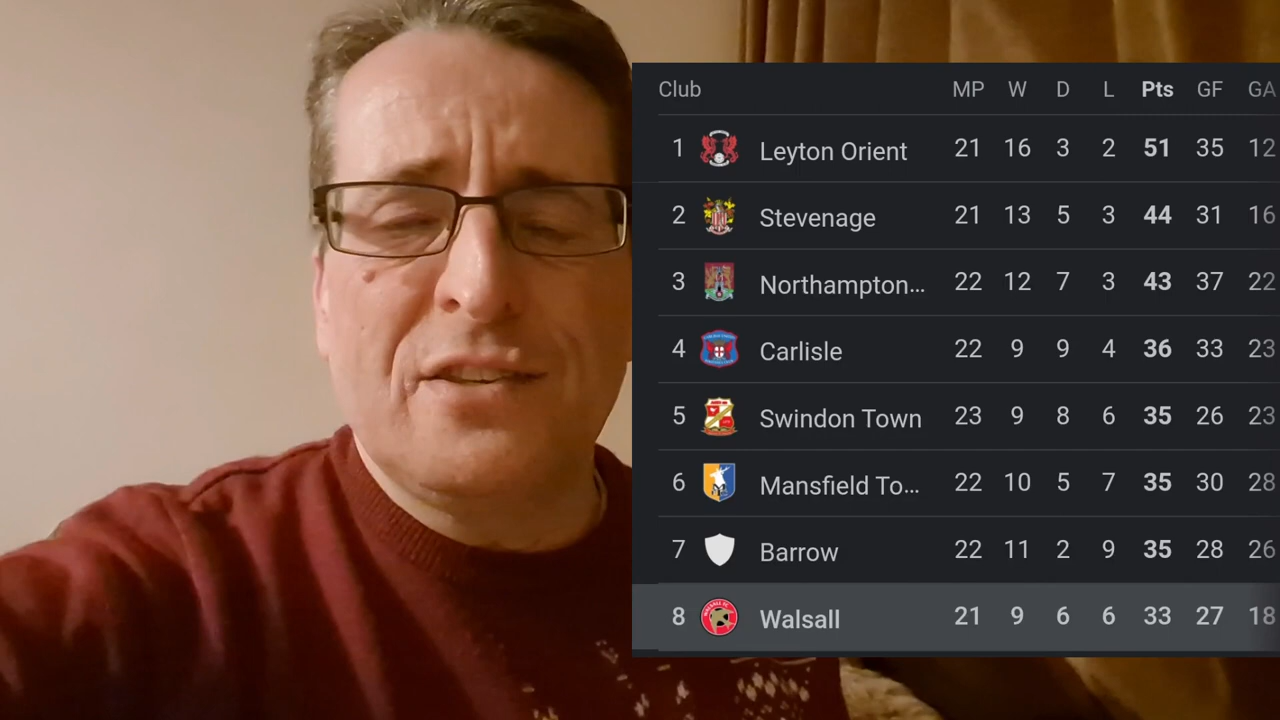 Club MP W D L Pts GF GA
1 Leyton Orient 21 16 3 2 51 35 12
2 Stevenage 21 13 5 3 44 31 16
3 Northampton... 22 12 7 3 43 37 22
4 Carlisle 22 9 9 4 36 33 23
5 Swindon Town 23 9 8 6 35 26 23
6 Mansfield To... 22 10 5 7 35 30 28
7 Barrow 22 11 2 9 35 28 26
8 Walsall 21 9 6 6 33 27 18